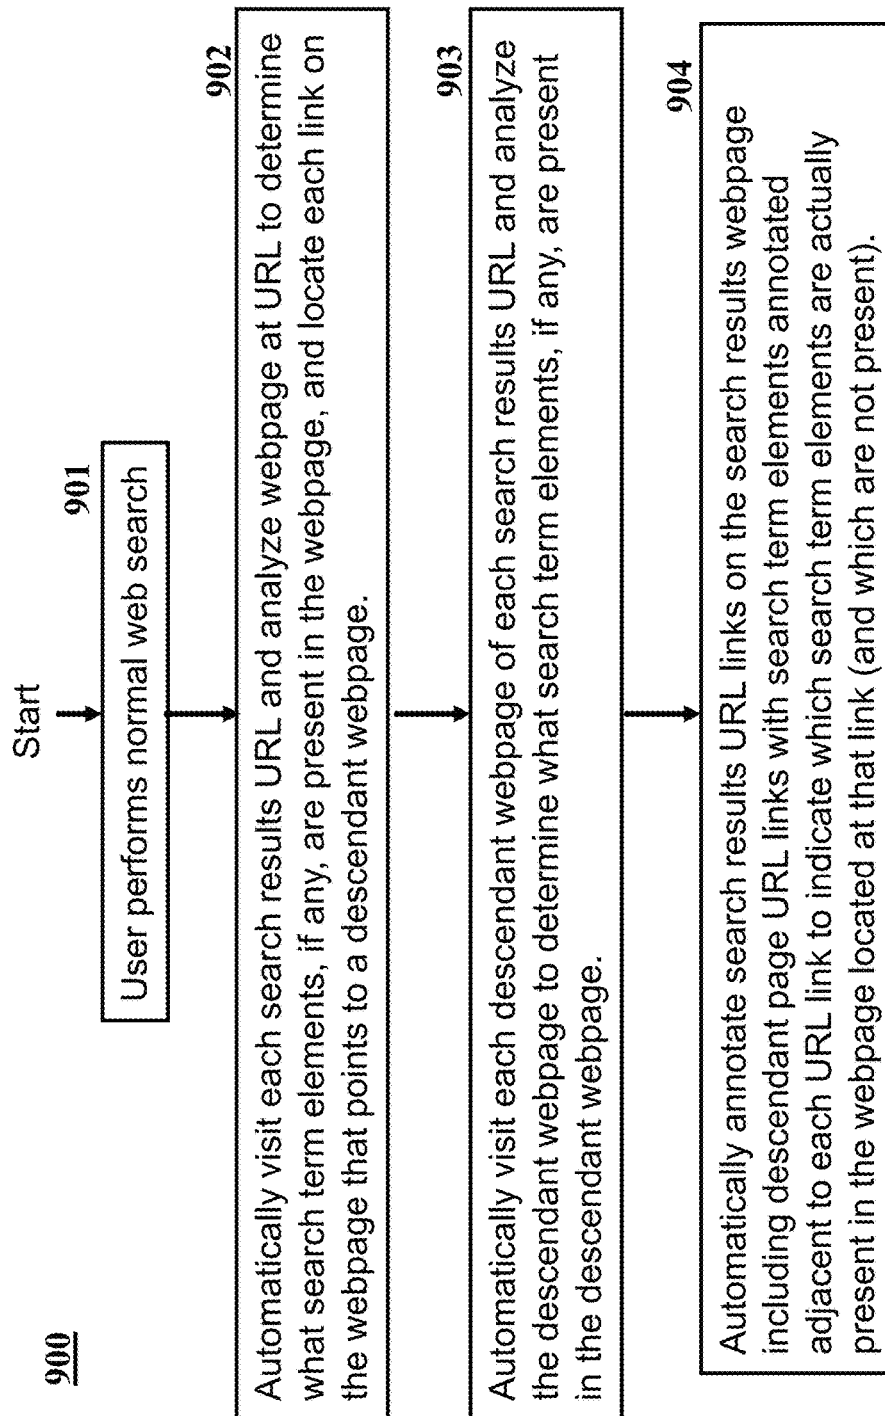 900
Start
901
User performs normal web search
902
Automatically visit each search results URL and analyze webpage at URL to determine
what search term elements, if any, are present in the webpage, and locate each link on
the webpage that points to a descendant webpage.
903
Automatically visit each descendant webpage of each search results URL and analyze
the descendant webpage to determine what search term elements, if any, are present
in the descendant webpage.
904
Automatically annotate search results URL links on the search results webpage
including descendant page URL links with search term elements annotated
adjacent to each URL link to indicate which search term elements are actually
present in the webpage located at that link (and which are not present).